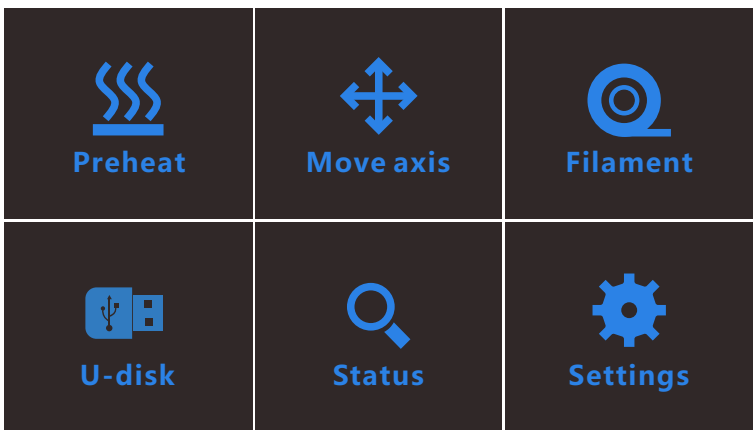 Preheat
Move axis
Filament
U-disk
Status
Settings